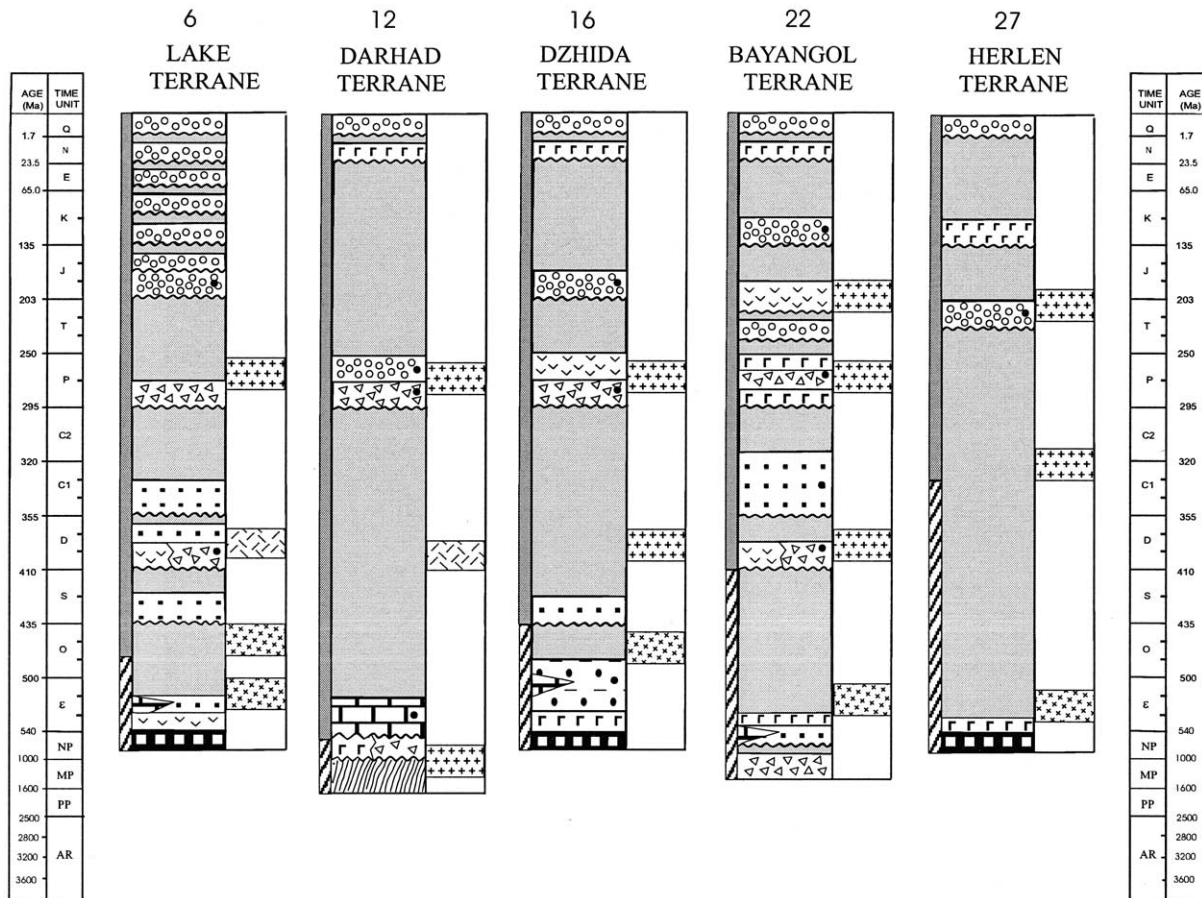 6
LAKE
TERRANE
12
DARHAD
TERRANE
16
DZHIDA
TERRANE
22
BAYANGOL
TERRANE
27
HERLEN
TERRANE
AGE
(Ma)
TIME
UNIT
Q
1.7
N
23.5
E
65.0
K
135
J
203
T
250
P
295
C2
320
C1
355
D
410
S
435
O
500
Є
540
NP
1000
MP
1600
PP
2500
2800
3200
AR
3600
TIME
UNIT
AGE
(Ma)
Q
1.7
N
23.5
E
65.0
K
135
J
203
T
250
P
295
C2
320
C1
355
D
410
S
435
O
500
Є
540
NP
1000
MP
1600
PP
2500
2800
3200
AR
3600